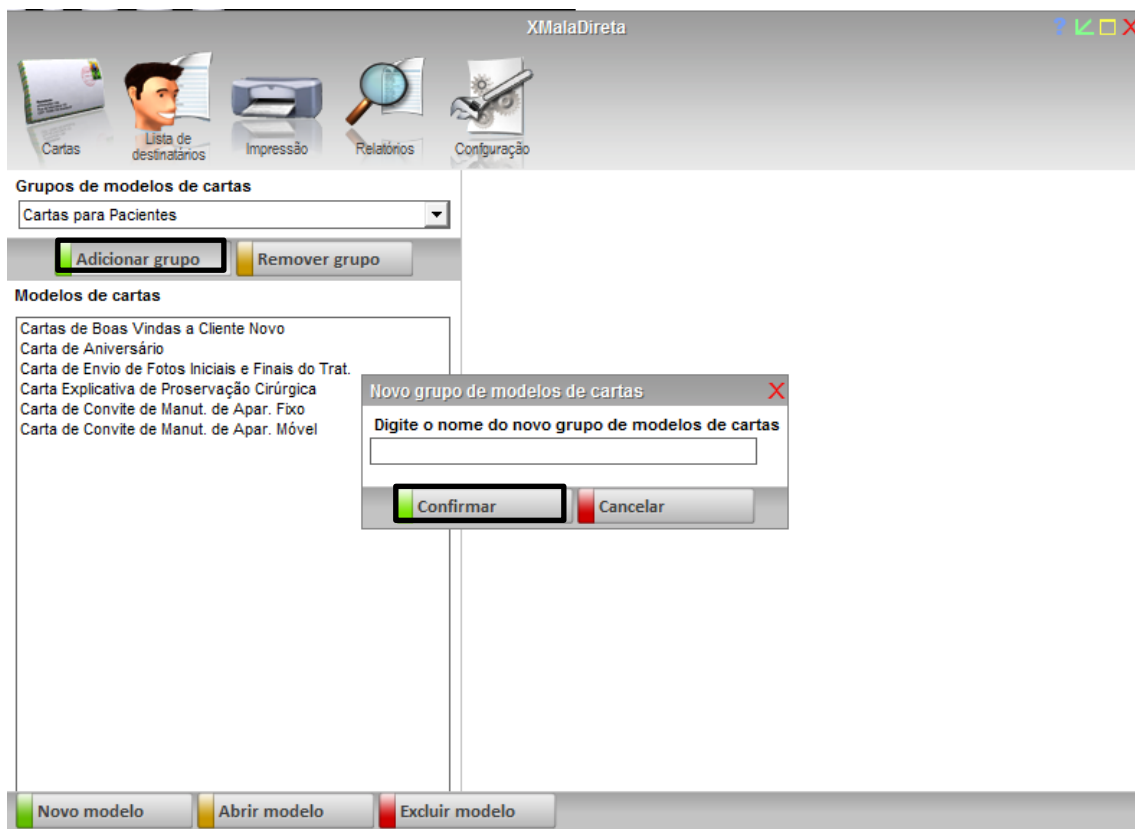 XMalaDireta
?
Cartas
Lista de
destinatários
Impressão
Relatórios
Confguração
Grupos de modelos de cartas
Cartas para Pacientes
Adicionar grupo
Remover grupo
Modelos de cartas
Cartas de Boas Vindas a Cliente Novo
Carta de Aniversário
Carta de Envio de Fotos Iniciais e Finais do Trat.
Carta Explicativa de Proservação Cirúrgica
Carta de Convite de Manut. de Apar. Fixo
Carta de Convite de Manut. de Apar. Móvel
Novo grupo de modelos de cartas
X
Digite o nome do novo grupo de modelos de cartas
Confirmar
Cancelar
Novo modelo
Abrir modelo
Excluir modelo